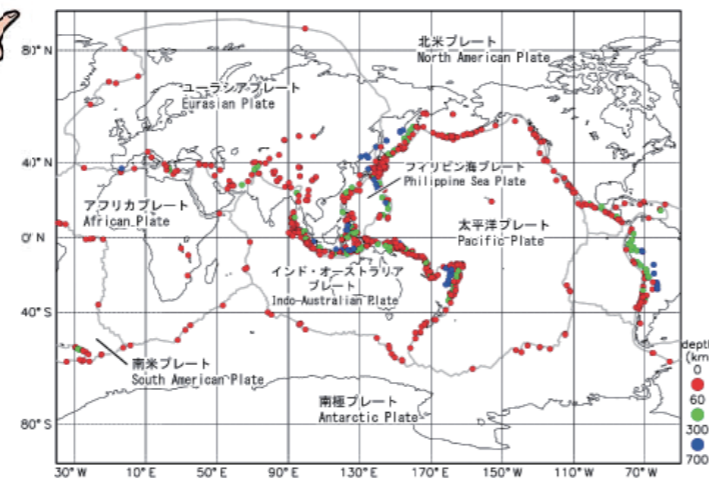 80° N
40° N
0° N
40° S
80° S
北米プレート
North American Plate
ユーラシアプレート
Eurasian Plate
フィリピン海プレート
Philippine Sea Plate
アフリカプレート
African Plate
太平洋プレート
Pacific Plate
インド・オーストラリア
プレート
Indo-Australian Plate
南米プレート
South American Plate
南極プレート
Antarctic Plate
depth
(km
0
60
300
700
30° W 10° E 50° E 90° E 130° E 170° E 150° W 110° W 70° W